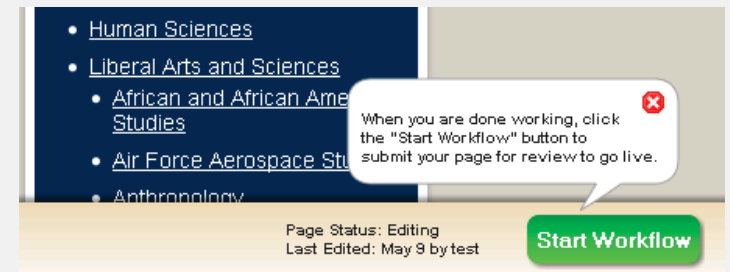 Human Sciences
Liberal Arts and Sciences
African and African Ame
Studies
Air Force Aerospace Stu
Anthropology
When you are done working, click
the "Start Workflow" button to
submit your page for review to go live.
Page Status: Editing
Last Edited: May 9 by test
Start Workflow